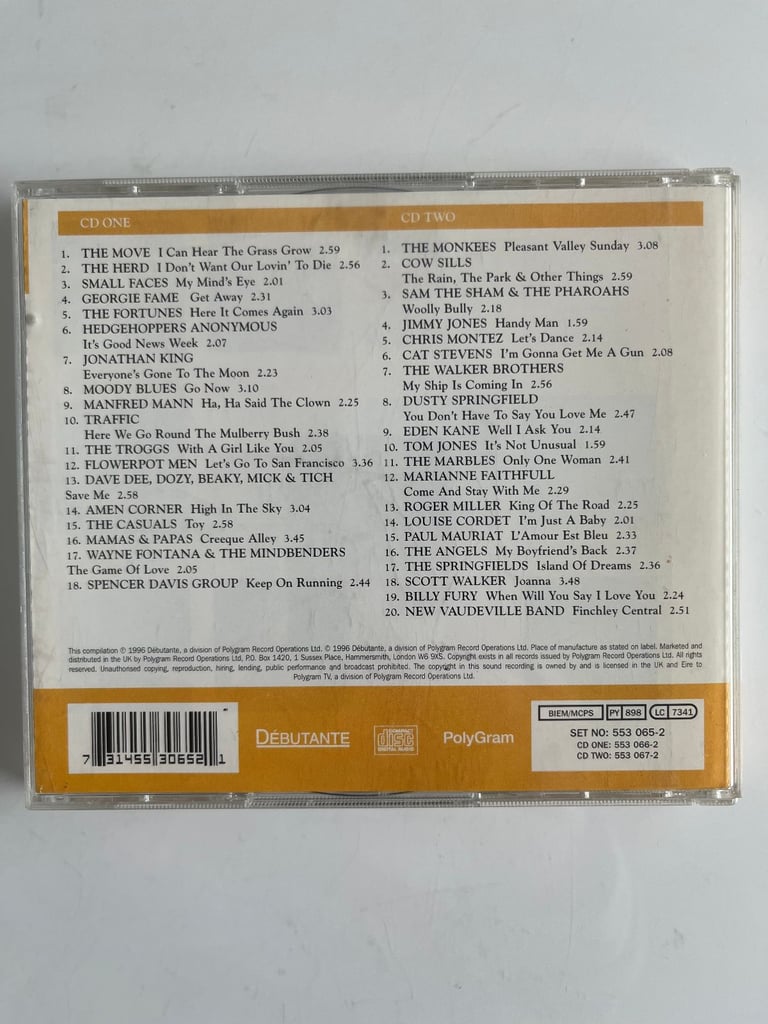 CD ONE
1. THE MOVE I Can Hear The Grass Grow 2.59
2. THE HERD I Don't Want Our Lovin' To Die 2.56
3. SMALL FACES My Mind's Eye 2.01
4. GEORGIE FAME Get Away 2.31
5. THE FORTUNES Here It Comes Again 3.03
6. HEDGEHOPPERS ANONYMOUS
It's Good News Week 2.07
7. JONATHAN KING
Everyone's Gone To The Moon 2.23
8. MOODY BLUES Go Now 3.10
9. MANFRED MANN Ha, Ha Said The Clown 2.25
10. TRAFFIC
Here We Go Round The Mulberry Bush 2.38
11. THE TROGGS With A Girl Like You 2.05
12. FLOWERPOT MEN Let's Go To San Francisco 3.36
13. DAVE DEE, DOZY, BEAKY, MICK & TICH
Save Me 2.58
14. AMEN CORNER High In The Sky 3.04
15. THE CASUALS Toy 2.58
16. MAMAS & PAPAS Creeque Alley 3.45
17. WAYNE FONTANA & THE MINDBENDERS
The Game Of Love 2.05
18. SPENCER DAVIS GROUP Keep On Running 2.44
CD TWO
1. THE MONKEES Pleasant Valley Sunday 3.08
2. COW SILLS
The Rain, The Park & Other Things 2.59
3. SAM THE SHAM & THE PHAROAHS
Woolly Bully 2.18
4. JIMMY JONES Handy Man 1.59
5. CHRIS MONTEZ Let's Dance 2.14
6. CAT STEVENS I'm Gonna Get Me A Gun 2.08
7. THE WALKER BROTHERS
My Ship Is Coming In 2.56
8. DUSTY SPRINGFIELD
You Don't Have To Say You Love Me 2.47
9. EDEN KANE Well I Ask You 2.14
10. TOM JONES It's Not Unusual 1.59
11. THE MARBLES Only One Woman 2.41
12. MARIANNE FAITHFULL
Come And Stay With Me 2.29
13. ROGER MILLER King Of The Road 2.25
14. LOUISE CORDET I'm Just A Baby 2.01
15. PAUL MAURIAT L'Amour Est Bleu 2.33
16. THE ANGELS My Boyfriend's Back 2.37
17. THE SPRINGFIELDS Island Of Dreams 2.36
18. SCOTT WALKER Joanna 3.48
19. BILLY FURY When Will You Say I Love You 2.24
20. NEW VAUDEVILLE BAND Finchley Central 2.51
This compilation ℗ 1996 Débutante, a division of Polygram Record Operations Ltd. © 1996 Débutante, a division of Polygram Record Operations Ltd. Place of manufacture as stated on label. Marketed and
distributed in the UK by Polygram Record Operations Ltd, P.O. Box 1420, 1 Sussex Place, Hammersmith, London W6 9XS. Copyright exists in all records issued by Polygram Record Operations Ltd. All rights
reserved. Unauthorised copying, reproduction, hiring, lending, public performance and broadcast prohibited. The copyright in this sound recording is owned by and is licensed in the UK and Eire to
Polygram TV, a division of Polygram Record Operations Ltd.
7 31455 30652 1
DÉBUTANTE
COMPACT
disc
DIGITAL AUDIO
PolyGram
BIEM/MCPS PY 898 LC 7341
SET NO: 553 065-2
CD ONE: 553 066-2
CD TWO: 553 067-2